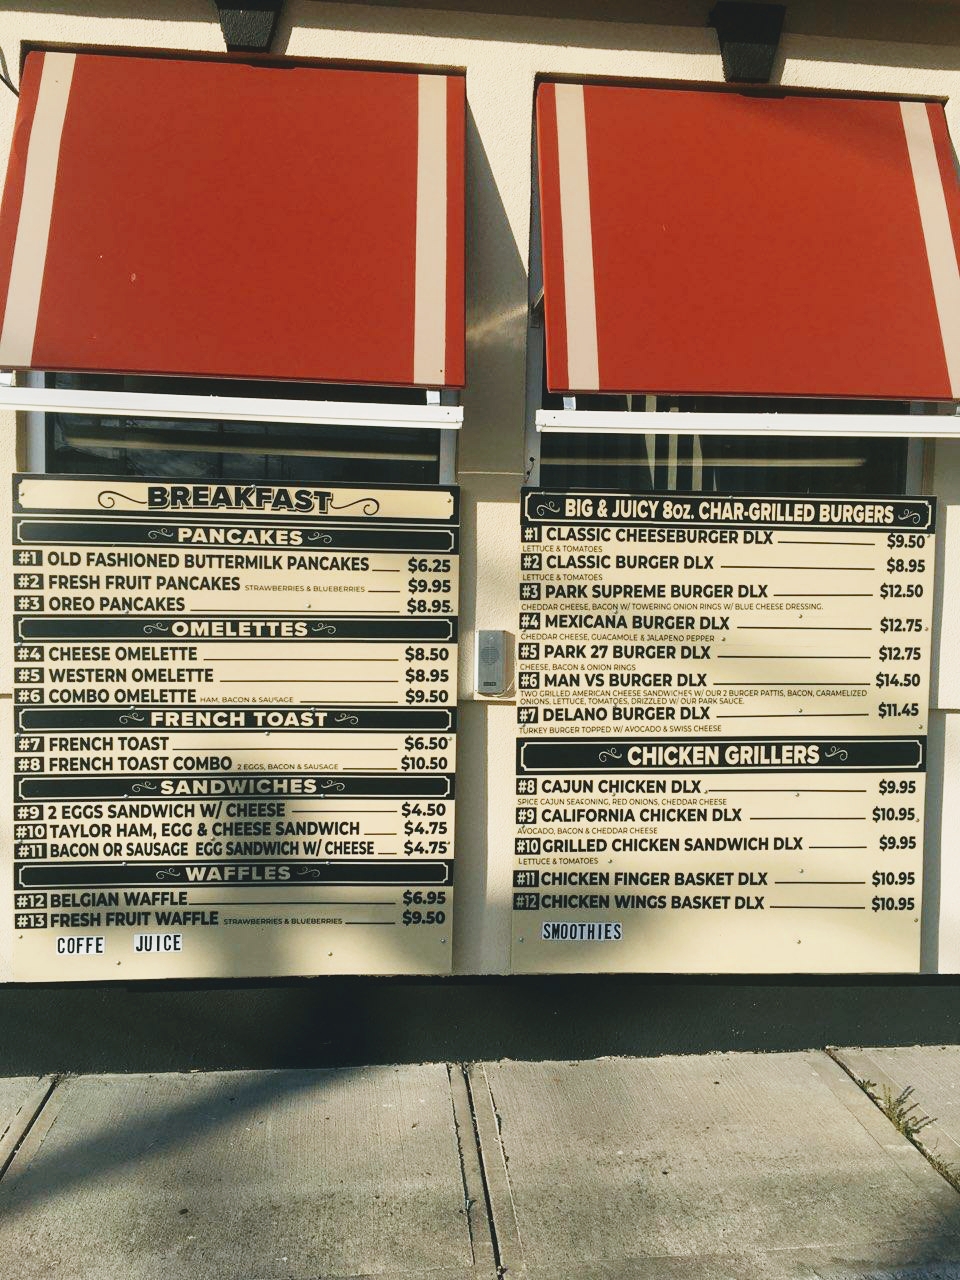 BREAKFAST
PANCAKES
#1 OLD FASHIONED BUTTERMILK PANCAKES $6.25
#2 FRESH FRUIT PANCAKES STRAWBERRIES & BLUEBERRIES $9.95
#3 OREO PANCAKES $8.95
OMELETTES
#4 CHEESE OMELETTE $8.50
#5 WESTERN OMELETTE $8.95
#6 COMBO OMELETTE HAM, BACON & SAUSAGE $9.50
FRENCH TOAST
#7 FRENCH TOAST $6.50
#8 FRENCH TOAST COMBO 2 EGGS, BACON & SAUSAGE $10.50
SANDWICHES
#9 2 EGGS SANDWICH W/ CHEESE $4.50
#10 TAYLOR HAM, EGG & CHEESE SANDWICH $4.75
#11 BACON OR SAUSAGE EGG SANDWICH W/ CHEESE $4.75
WAFFLES
#12 BELGIAN WAFFLE $6.95
#13 FRESH FRUIT WAFFLE STRAWBERRIES & BLUEBERRIES $9.50
COFFE JUICE
BIG & JUICY 8oz. CHAR-GRILLED BURGERS
#1 CLASSIC CHEESEBURGER DLX $9.50
LETTUCE & TOMATOES
#2 CLASSIC BURGER DLX $8.95
LETTUCE & TOMATOES
#3 PARK SUPREME BURGER DLX $12.50
CHEDDAR CHEESE, BACON W/ TOWERING ONION RINGS W/ BLUE CHEESE DRESSING.
#4 MEXICANA BURGER DLX $12.75
CHEDDAR CHEESE, GUACAMOLE & JALAPENO PEPPER
#5 PARK 27 BURGER DLX $12.75
CHEESE, BACON & ONION RINGS
#6 MAN VS BURGER DLX $14.50
TWO GRILLED AMERICAN CHEESE SANDWICHES W/ OUR 2 BURGER PATTIS, BACON, CARAMELIZED
ONIONS, LETTUCE, TOMATOES, DRIZZLED W/ OUR PARK SAUCE.
#7 DELANO BURGER DLX $11.45
TURKEY BURGER TOPPED W/ AVOCADO & SWISS CHEESE
CHICKEN GRILLERS
#8 CAJUN CHICKEN DLX $9.95
SPICE CAJUN SEASONING, RED ONIONS, CHEDDAR CHEESE
#9 CALIFORNIA CHICKEN DLX $10.95
AVOCADO, BACON & CHEDDAR CHEESE
#10 GRILLED CHICKEN SANDWICH DLX $9.95
LETTUCE & TOMATOES
#11 CHICKEN FINGER BASKET DLX $10.95
#12 CHICKEN WINGS BASKET DLX $10.95
SMOOTHIES